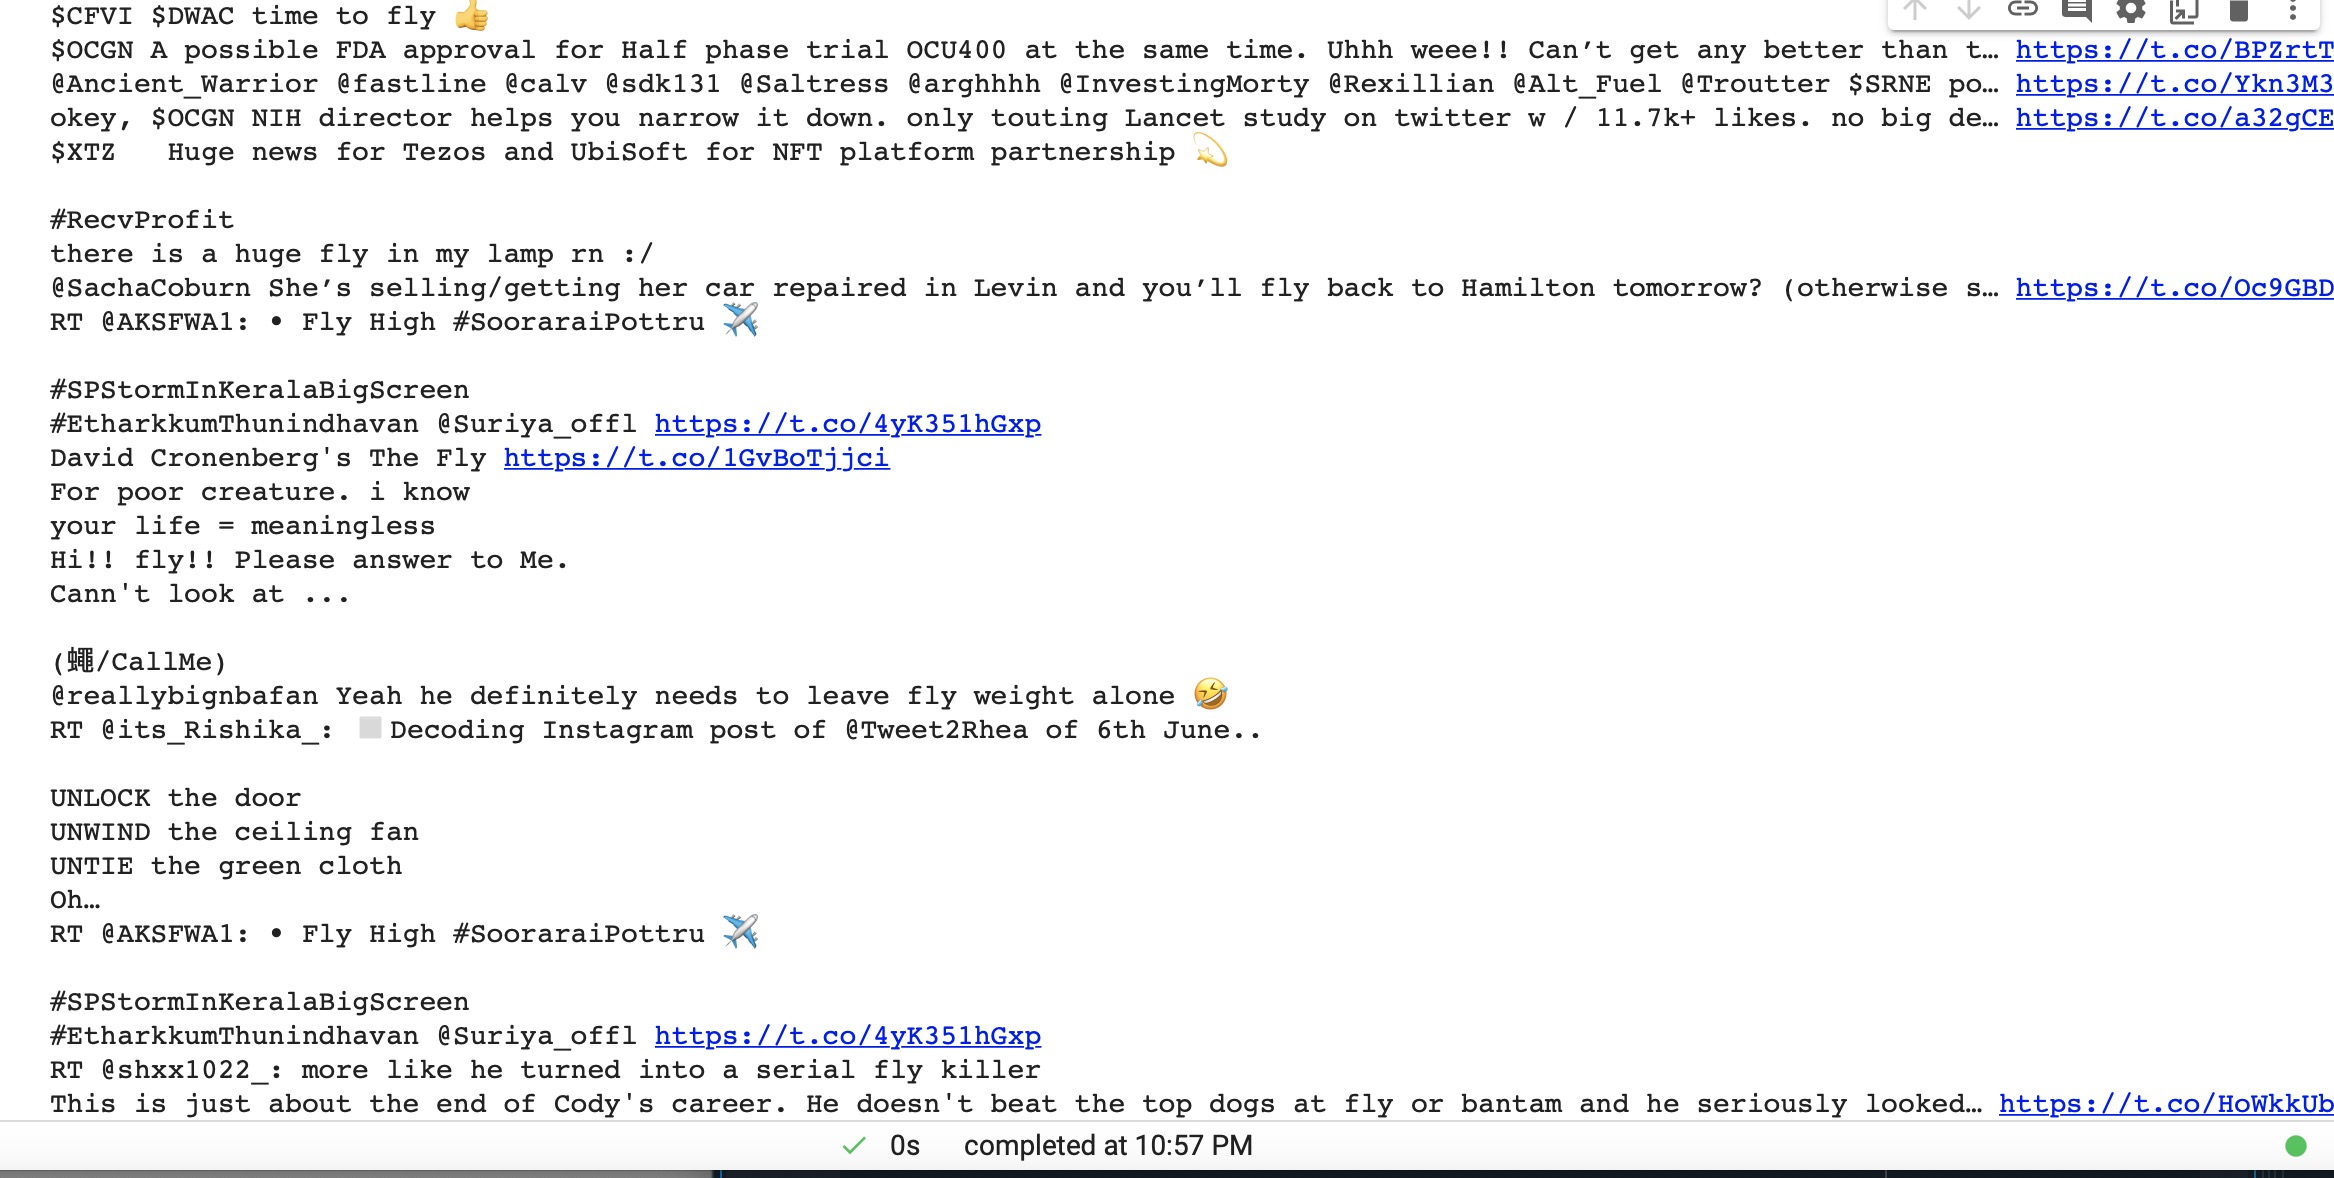 $CFVI $DWAC time to fly 👍
$OCGN A possible FDA approval for Half phase trial OCU400 at the same time. Uhhh weee!! Can’t get any better than t… https://t.co/BPZrtT
@Ancient_Warrior @fastline @calv @sdk131 @Saltress @arghhhh @InvestingMorty @Rexillian @Alt_Fuel @Troutter $SRNE po… https://t.co/Ykn3M3
okey, $OCGN NIH director helps you narrow it down. only touting Lancet study on twitter w / 11.7k+ likes. no big de… https://t.co/a32gCE
$XTZ   Huge news for Tezos and UbiSoft for NFT platform partnership 💫
#RecvProfit
there is a huge fly in my lamp rn :/
@SachaCoburn She’s selling/getting her car repaired in Levin and you’ll fly back to Hamilton tomorrow? (otherwise s… https://t.co/Oc9GBD
RT @AKSFWA1: • Fly High #SooraraiPottru ✈️
#SPStormInKeralaBigScreen
#EtharkkumThunindhavan @Suriya_offl https://t.co/4yK351hGxp
David Cronenberg's The Fly https://t.co/1GvBoTjjci
For poor creature. i know
your life = meaningless
Hi!! fly!! Please answer to Me.
Cann't look at ...
(蠅/CallMe)
@reallybignbafan Yeah he definitely needs to leave fly weight alone 🤣
RT @its_Rishika_: ◻️Decoding Instagram post of @Tweet2Rhea of 6th June..
UNLOCK the door
UNWIND the ceiling fan
UNTIE the green cloth
Oh…
RT @AKSFWA1: • Fly High #SooraraiPottru ✈️
#SPStormInKeralaBigScreen
#EtharkkumThunindhavan @Suriya_offl https://t.co/4yK351hGxp
RT @shxx1022_: more like he turned into a serial fly killer
This is just about the end of Cody's career. He doesn't beat the top dogs at fly or bantam and he seriously looked… https://t.co/HoWkkUb
0s completed at 10:57 PM